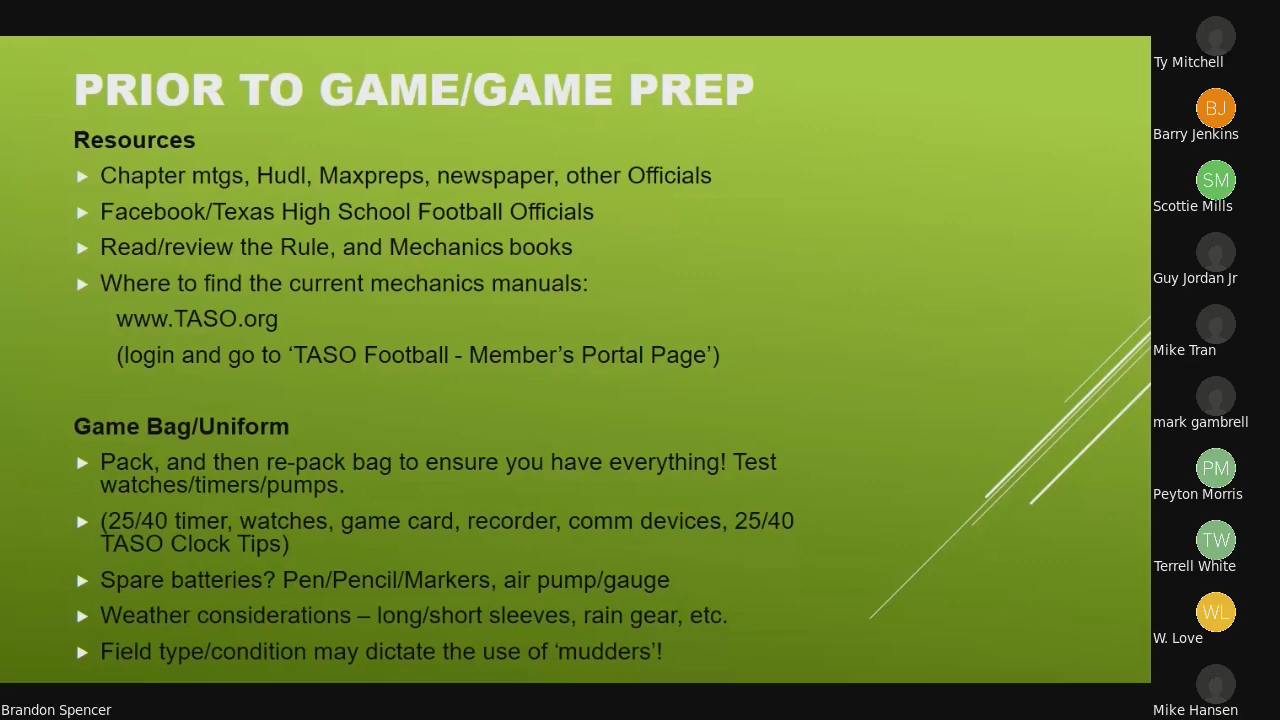 PRIOR TO GAME/GAME PREP
Resources
Chapter mtgs, Hudl, Maxpreps, newspaper, other Officials
Facebook/Texas High School Football Officials
Read/review the Rule, and Mechanics books
Where to find the current mechanics manuals:
www.TASO.org
(login and go to ‘TASO Football - Member’s Portal Page’)
Game Bag/Uniform
Pack, and then re-pack bag to ensure you have everything! Test
watches/timers/pumps.
(25/40 timer, watches, game card, recorder, comm devices, 25/40
TASO Clock Tips)
Spare batteries? Pen/Pencil/Markers, air pump/gauge
Weather considerations – long/short sleeves, rain gear, etc.
Field type/condition may dictate the use of ‘mudders’!
Brandon Spencer
Ty Mitchell
BJ
Barry Jenkins
SM
Scottie Mills
Guy Jordan Jr
Mike Tran
mark gambrell
PM
Peyton Morris
TW
Terrell White
WL
W. Love
Mike Hansen